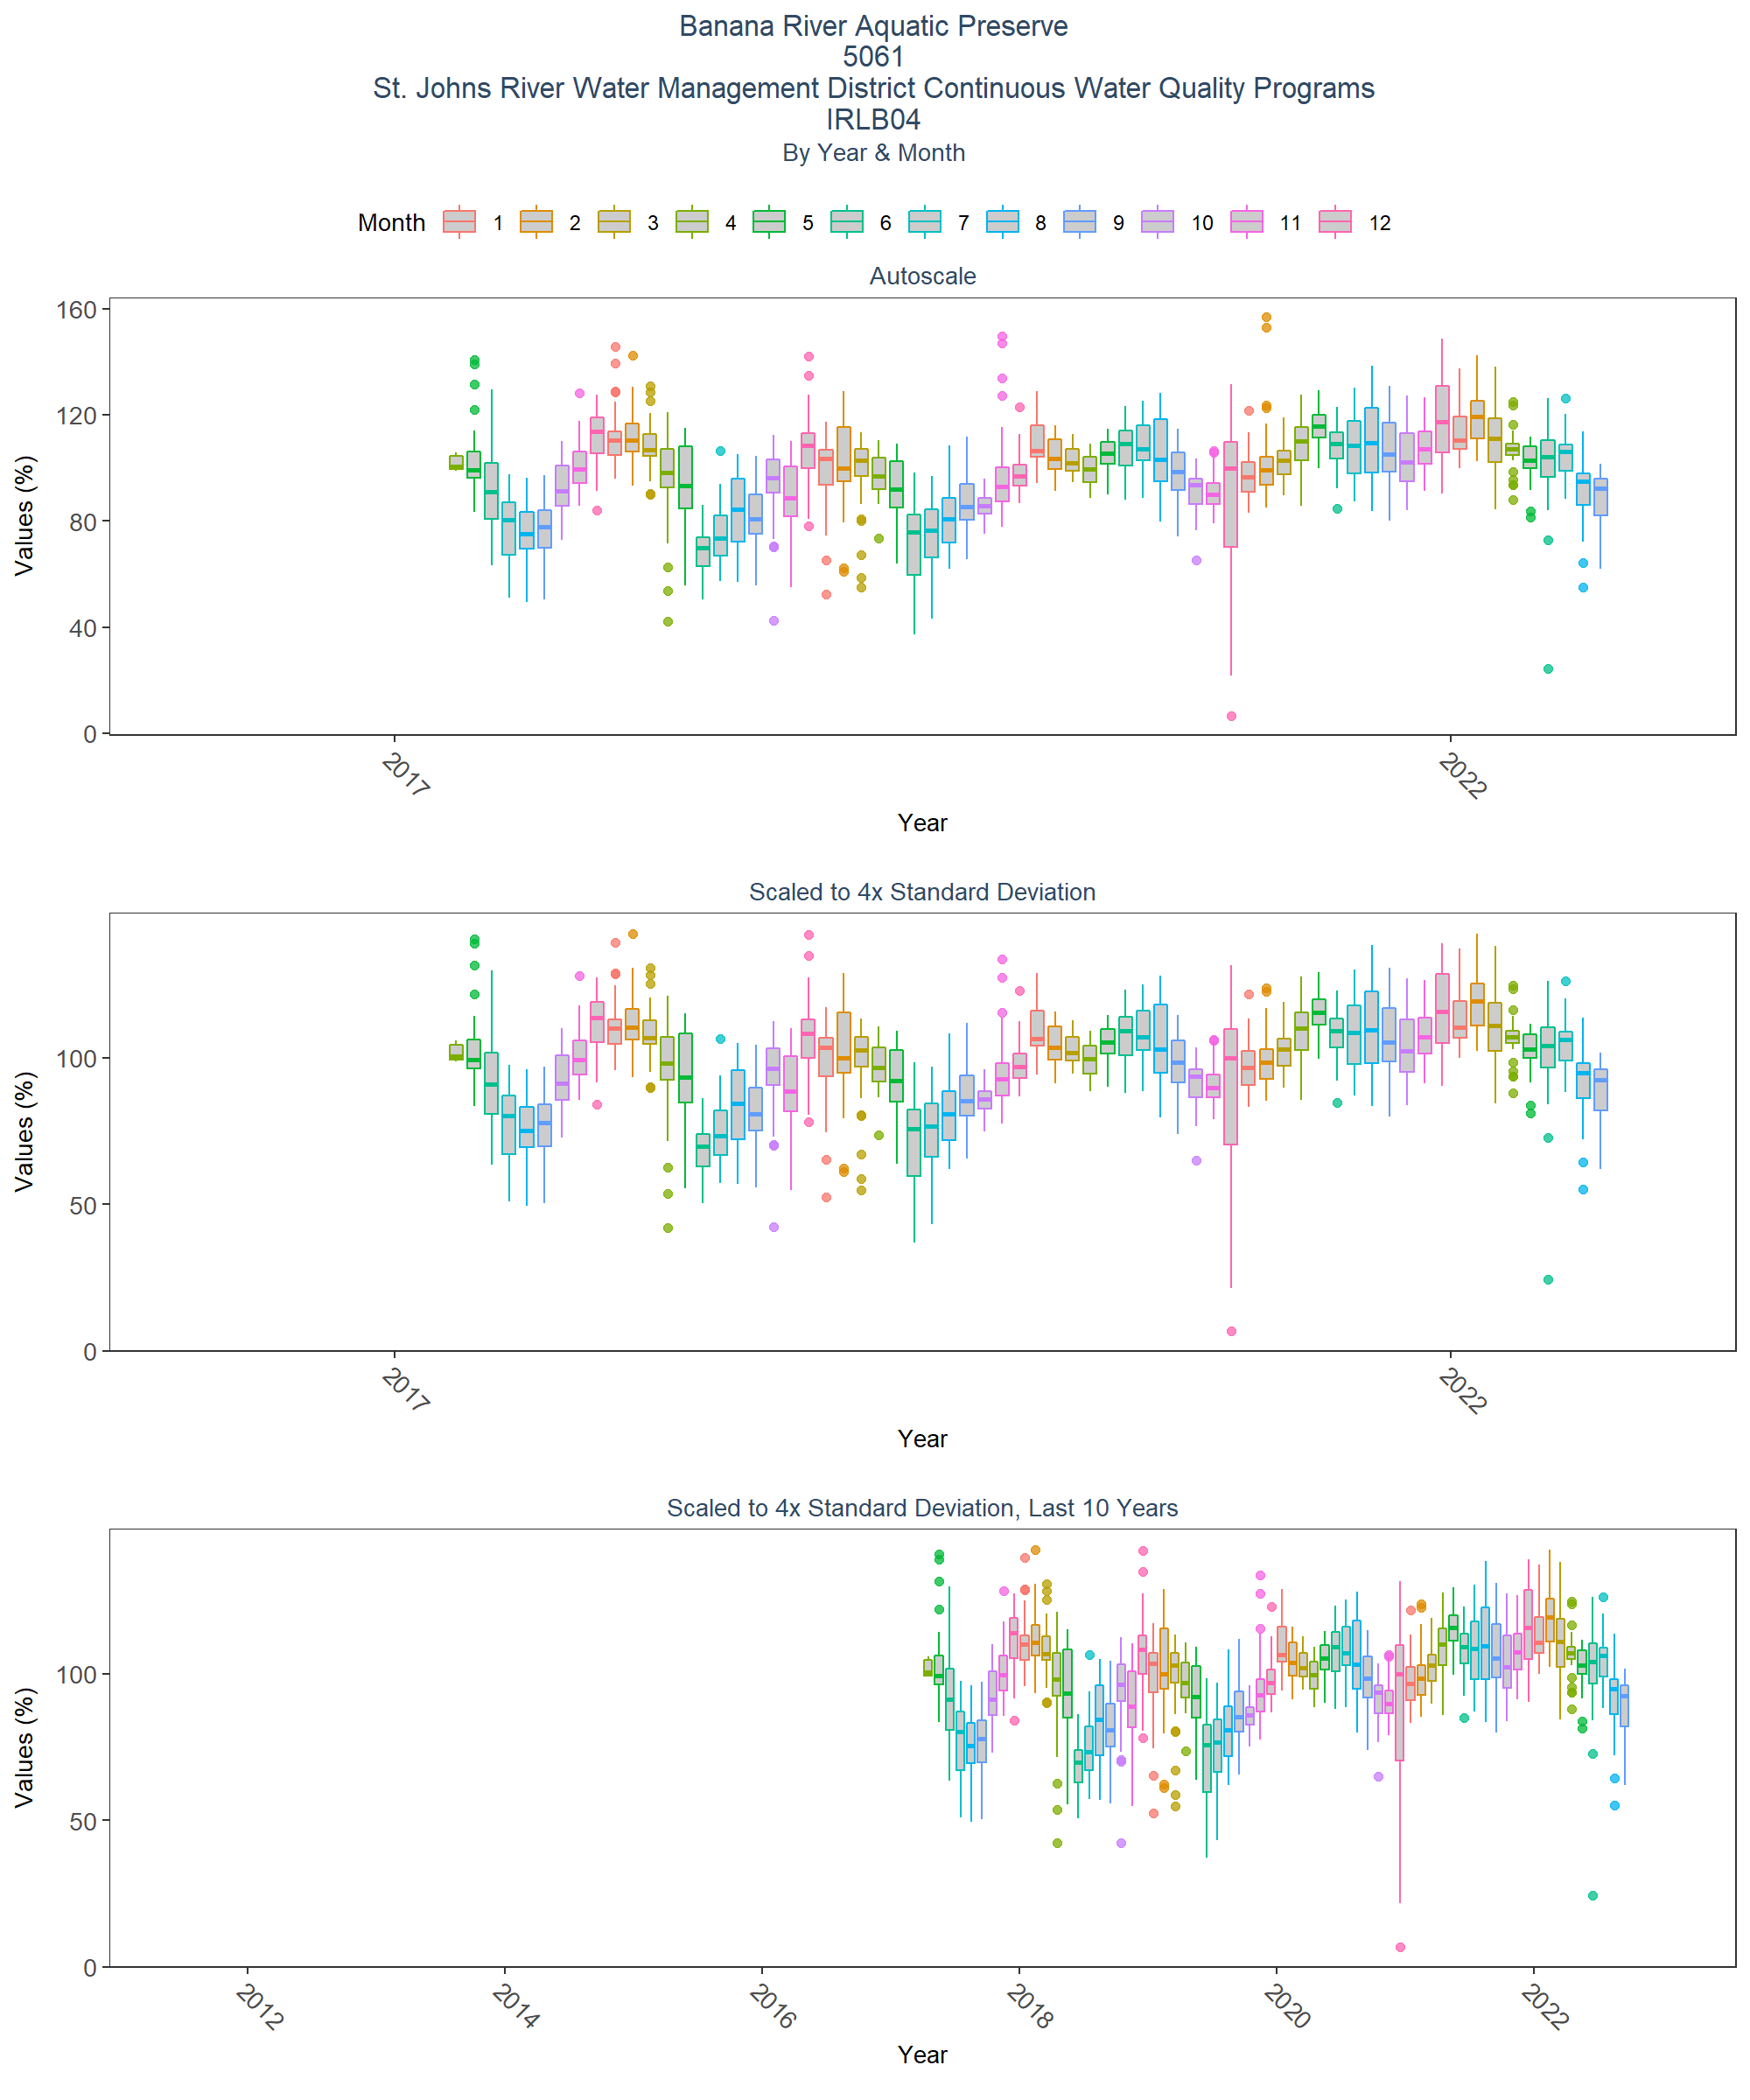 Banana River Aquatic Preserve
5061
St. Johns River Water Management District Continuous Water Quality Programs
IRLB04
By Year & Month
Month 1 2 3 4 5 6 7 8 9 10 11 12
Autoscale
Values (%)
160
120
80
40
0
2017 2022
Year
Scaled to 4x Standard Deviation
Values (%)
100
50
0
2017 2022
Year
Scaled to 4x Standard Deviation, Last 10 Years
Values (%)
100
50
0
2012 2014 2016 2018 2020 2022
Year